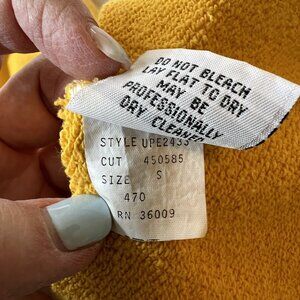 DO NOT BLEACH
LAY FLAT TO DRY
MAY BE
PROFESSIONALLY
DRY CLEANED
STYLE UPE2433
CUT 450585
SIZE S
470
RN 36009